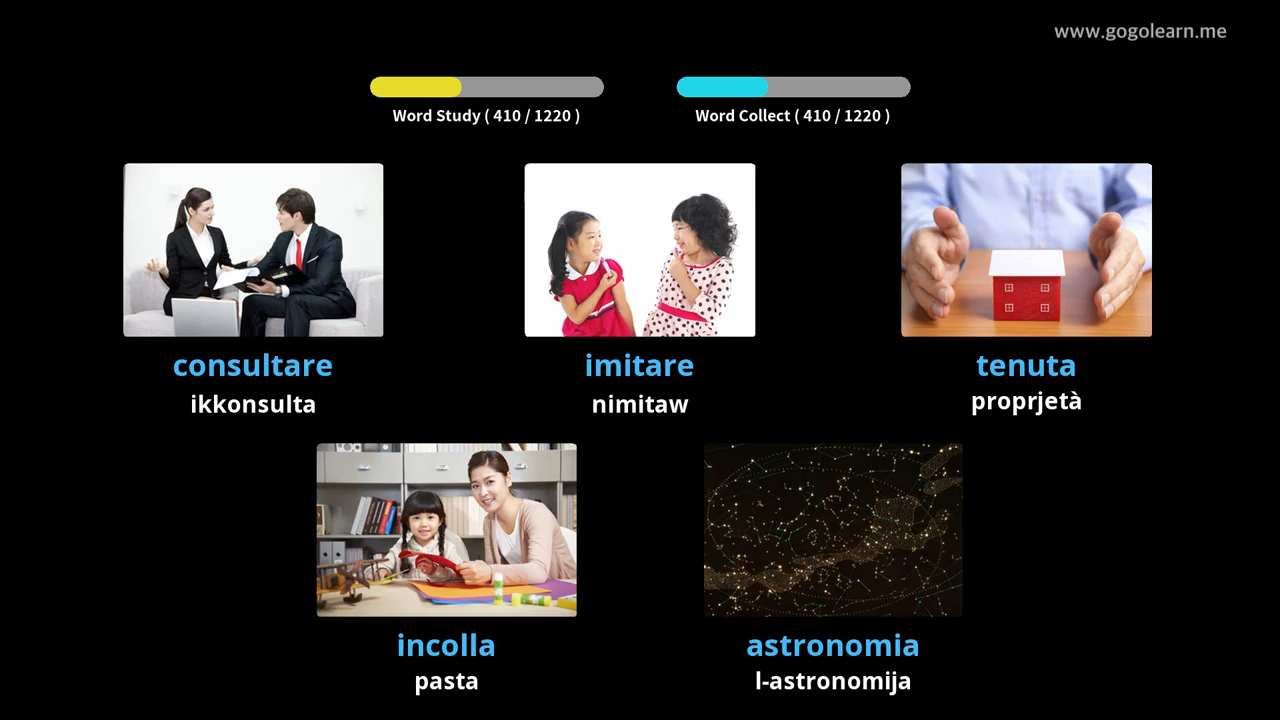 www.gogolearn.me
Word Study ( 410 / 1220 )
Word Collect ( 410 / 1220 )
consultare
ikkonsulta
imitare
nimitaw
tenuta
proprjetà
incolla
pasta
astronomia
l-astronomija